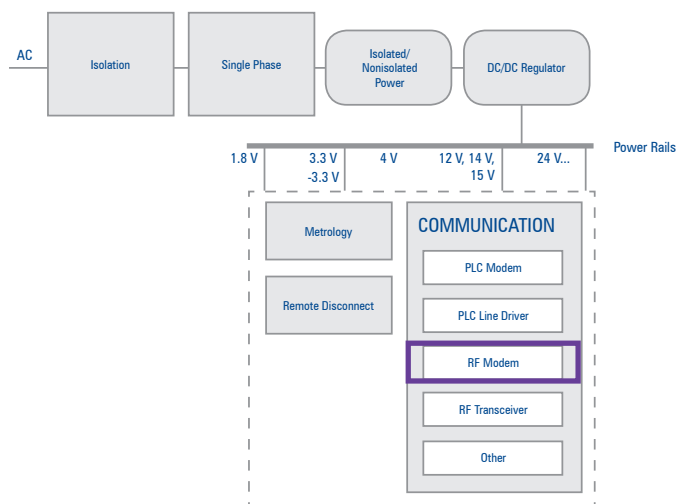 AC
Isolation
Single Phase
Isolated/
Nonisolated
Power
DC/DC Regulator
Power Rails
1.8 V
3.3 V
-3.3 V
4 V
12 V, 14 V,
15 V
24 V...
Metrology
Remote Disconnect
COMMUNICATION
PLC Modem
PLC Line Driver
RF Modem
RF Transceiver
Other